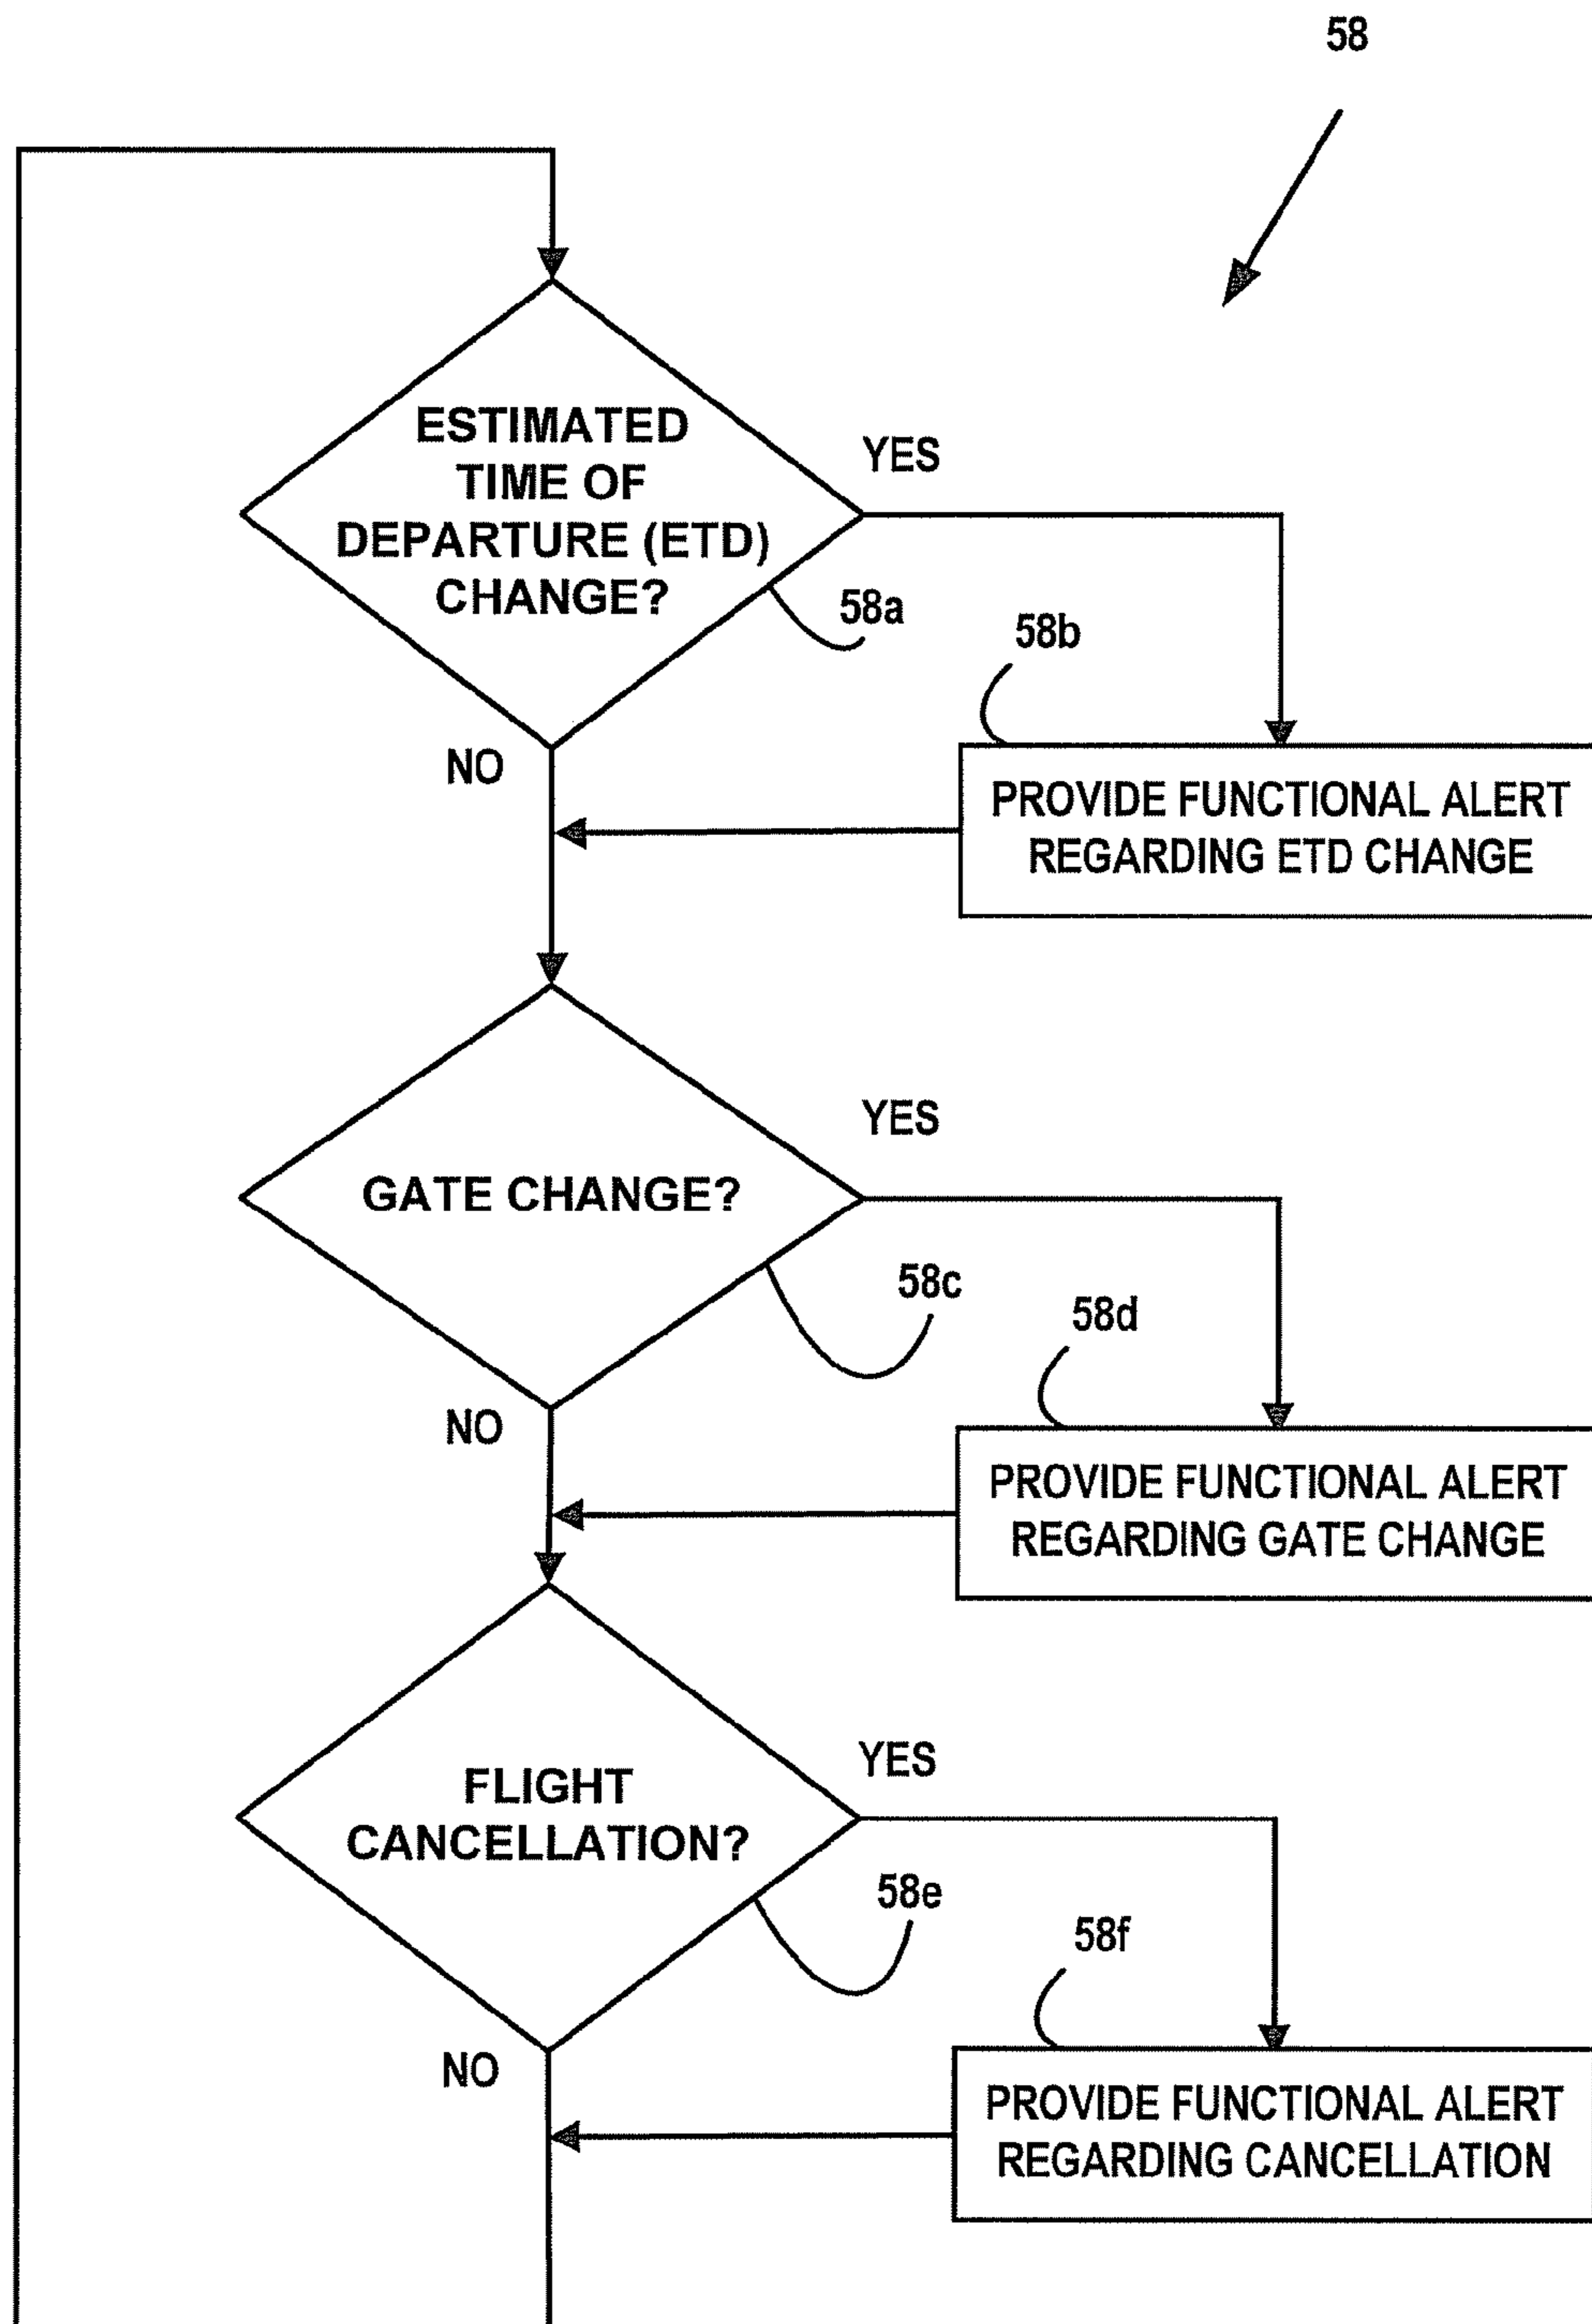 58
ESTIMATED
TIME OF
DEPARTURE (ETD)
CHANGE?
YES
58a
58b
NO
PROVIDE FUNCTIONAL ALERT
REGARDING ETD CHANGE
GATE CHANGE?
YES
58c
58d
NO
PROVIDE FUNCTIONAL ALERT
REGARDING GATE CHANGE
FLIGHT
CANCELLATION?
YES
58e
58f
NO
PROVIDE FUNCTIONAL ALERT
REGARDING CANCELLATION